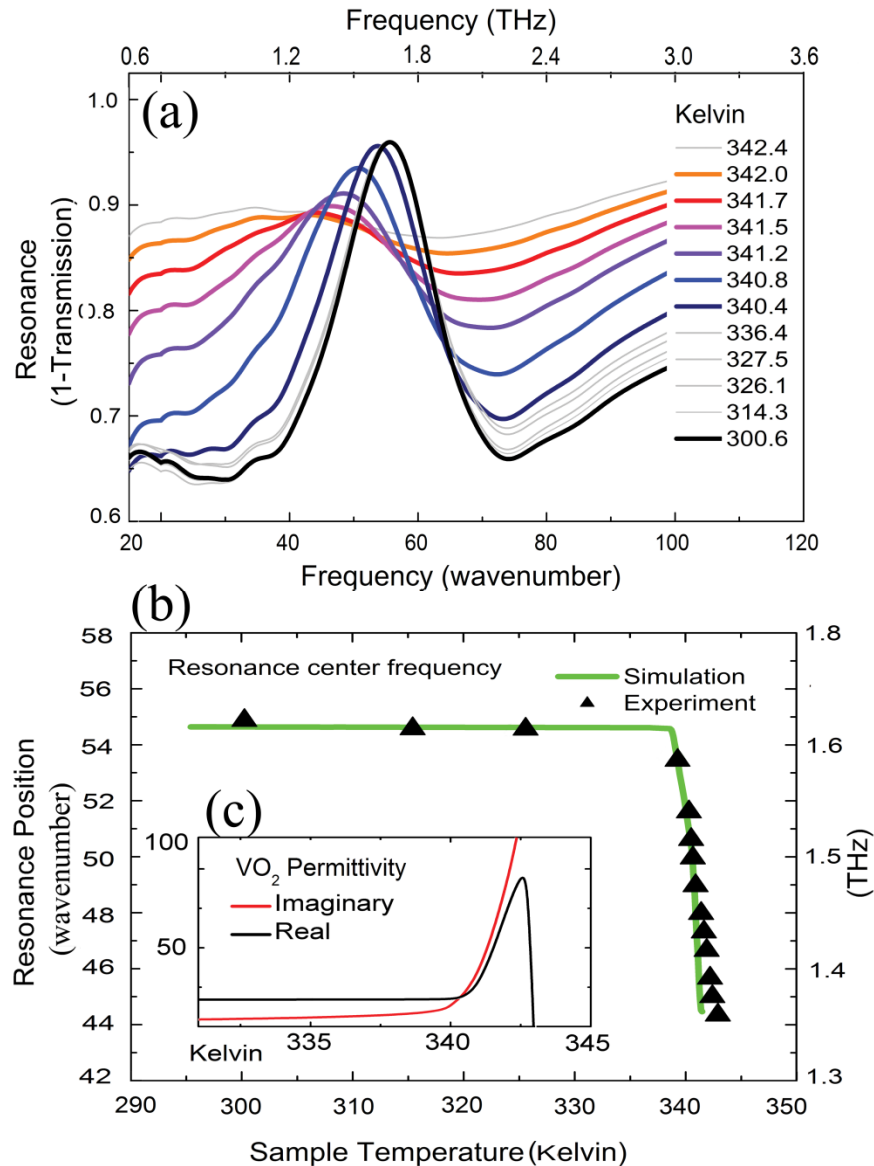 Frequency (THz)
0.6 1.2 1.8 2.4 3.0 3.6
(a)
Kelvin
342.4
342.0
341.7
341.5
341.2
340.8
340.4
336.4
327.5
326.1
314.3
300.6
Resonance
(1-Transmission)
1.0
0.9
0.8
0.7
0.6
20 40 60 80 100 120
Frequency (wavenumber)
(b)
58
56
54
52
50
48
46
44
42
Resonance Position
(wavenumber)
Resonance center frequency
Simulation
Experiment
1.8
1.6
1.5
1.4
1.3
(THz)
(c)
100
50
VO2 Permittivity
Imaginary
Real
Kelvin 335 340 345
290 300 310 320 330 340 350
Sample Temperature (Kelvin)